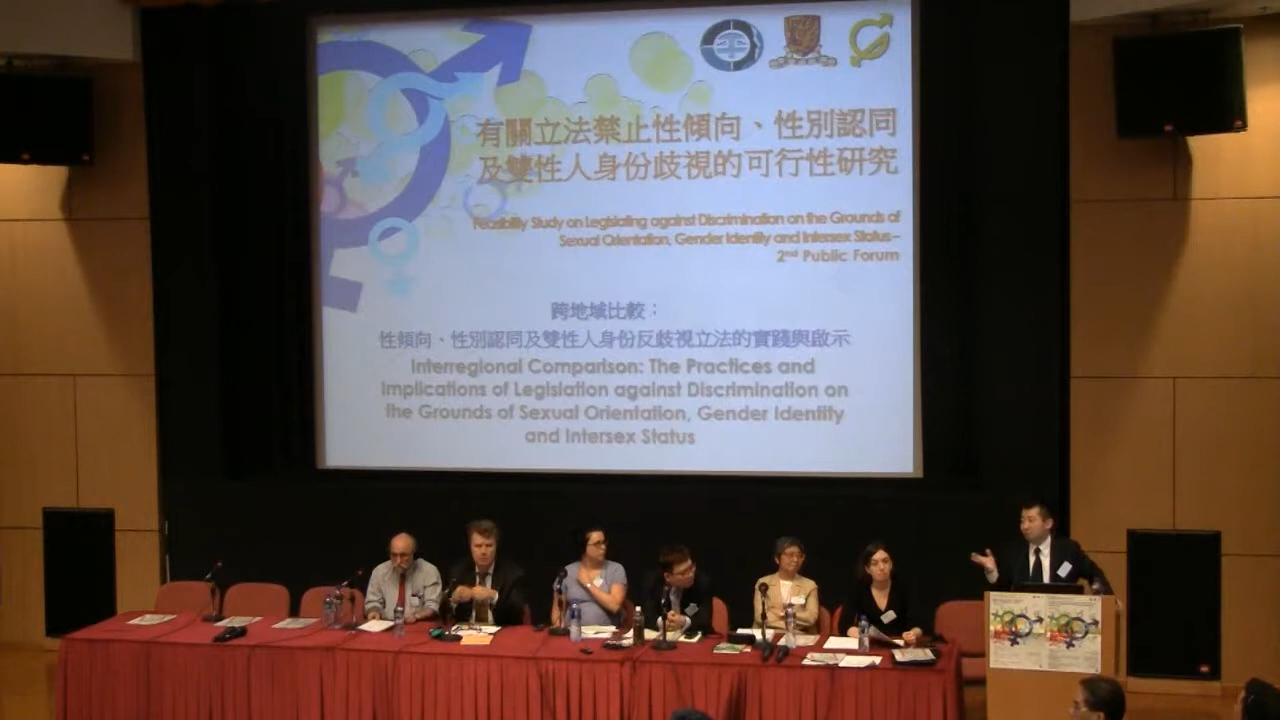 有關立法禁止性傾向、性別認同
及雙性人身份歧視的可行性研究
Feasibility Study on Legislating against Discrimination on the Grounds of
Sexual Orientation, Gender Identity and Intersex Status–
2nd Public Forum
跨地域比較：
性傾向、性別認同及雙性人身份反歧視立法的實踐與啟示
Interregional Comparison: The Practices and
Implications of Legislation against Discrimination on
the Grounds of Sexual Orientation, Gender Identity
and Intersex Status